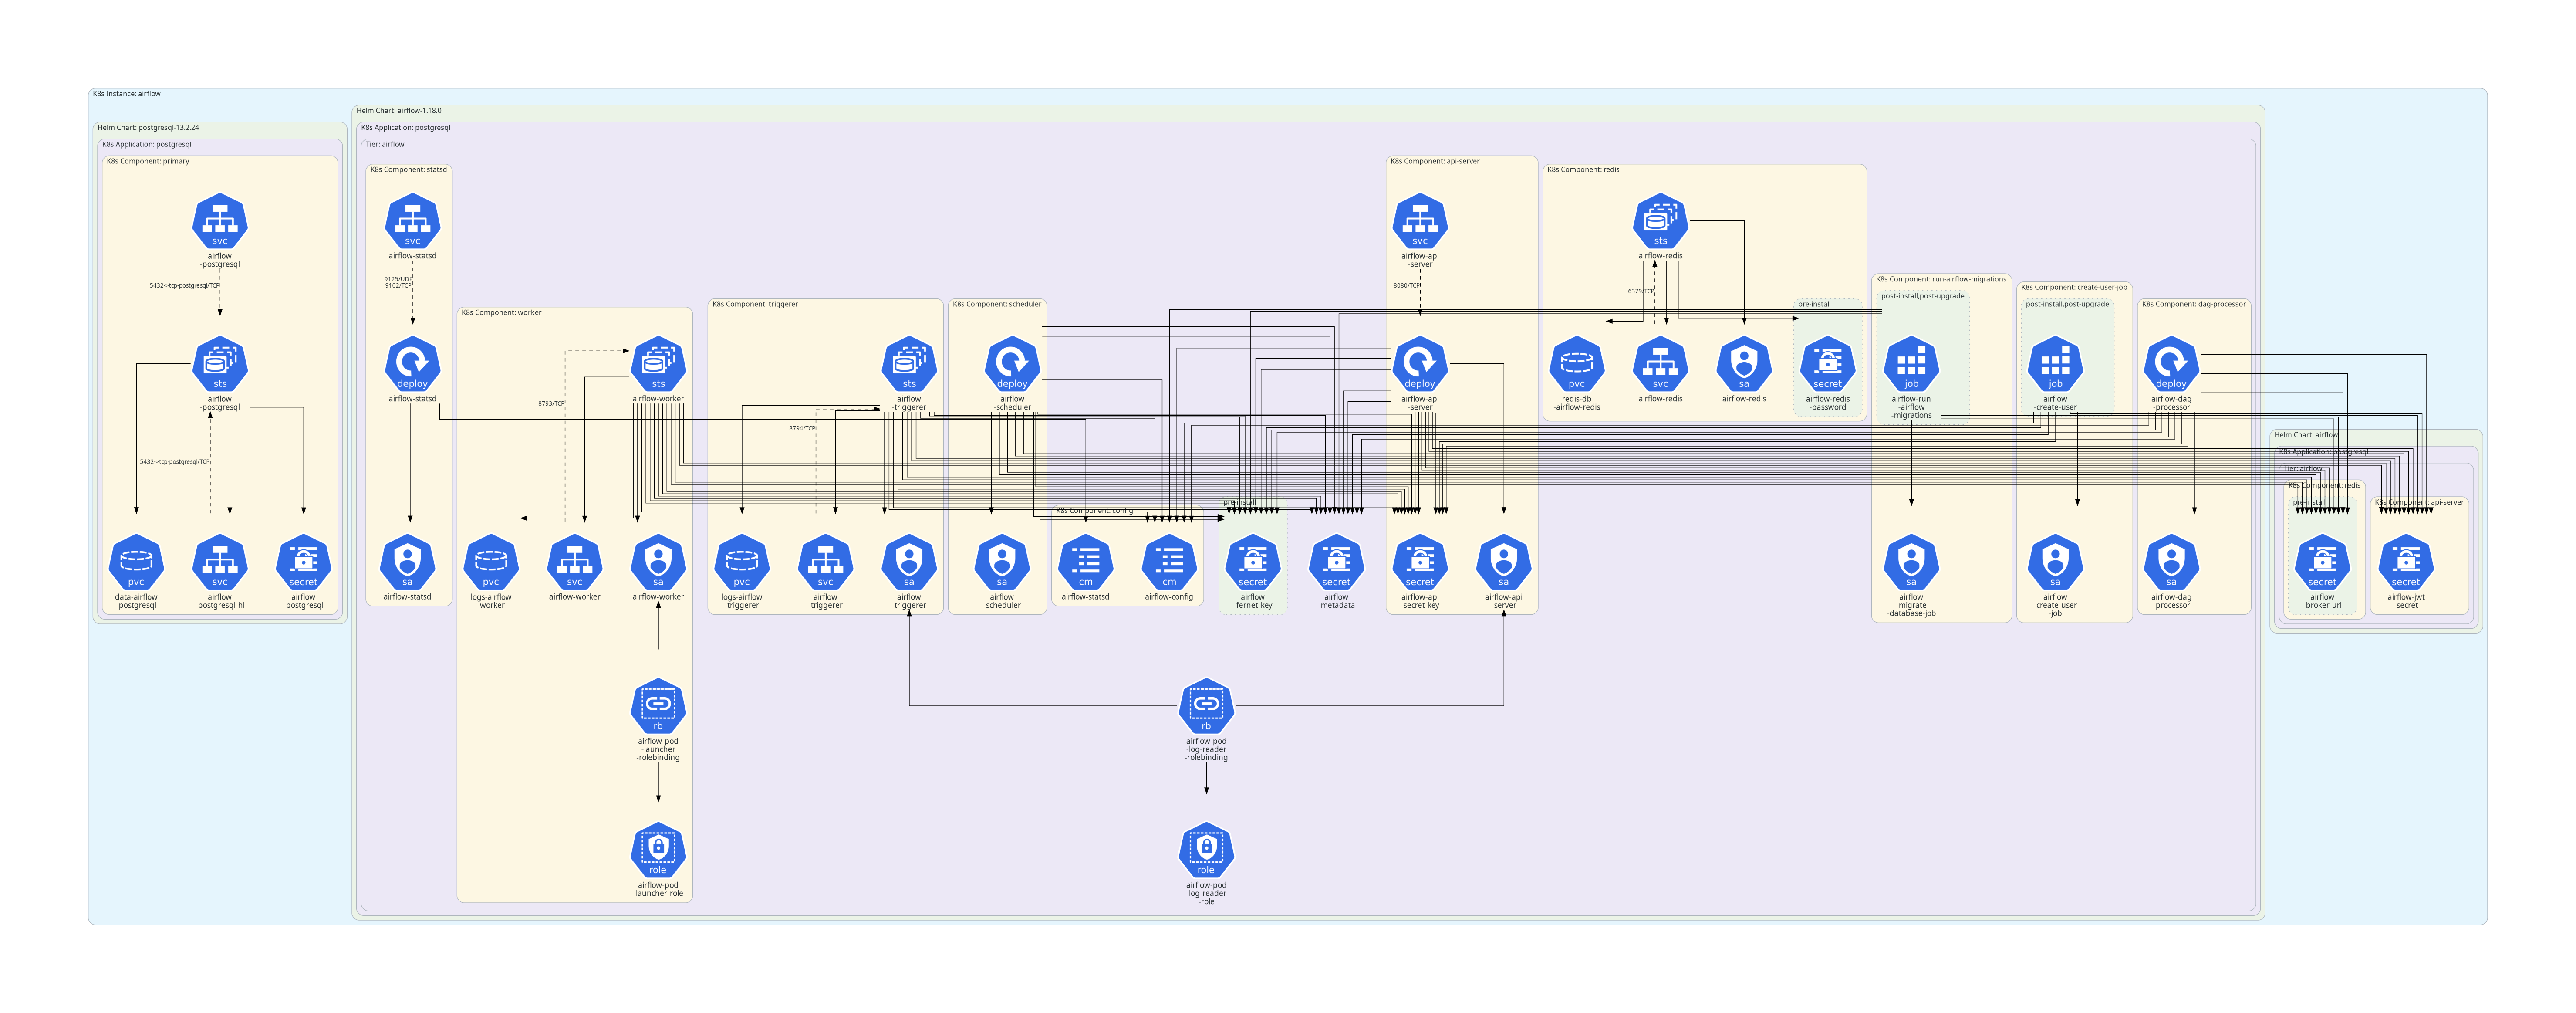 K8s Instance: airflow
Helm Chart: postgresql-13.2.24
K8s Application: postgresql
K8s Component: primary
svc
airflow
-postgresql
5432->tcp-postgresql/TCP
sts
airflow
-postgresql
5432->tcp-postgresql/TCP
pvc
data-airflow
-postgresql
svc
airflow
-postgresql-hl
secret
airflow
-postgresql
Helm Chart: airflow-1.18.0
K8s Application: postgresql
Tier: airflow
K8s Component: statsd
svc
airflow-statsd
9125/UDP
9102/TCP
deploy
airflow-statsd
sa
airflow-statsd
K8s Component: worker
sts
airflow-worker
8793/TCP
pvc
logs-airflow
-worker
svc
airflow-worker
sa
airflow-worker
rb
airflow-pod
-launcher
-rolebinding
role
airflow-pod
-launcher-role
K8s Component: triggerer
sts
airflow
-triggerer
8794/TCP
pvc
logs-airflow
-triggerer
svc
airflow
-triggerer
sa
airflow
-triggerer
K8s Component: scheduler
deploy
airflow
-scheduler
sa
airflow
-scheduler
K8s Component: config
cm
airflow-statsd
cm
airflow-config
pre-install
secret
airflow
-fernet-key
secret
airflow
-metadata
rb
airflow-pod
-log-reader
-rolebinding
role
airflow-pod
-log-reader
-role
K8s Component: api-server
svc
airflow-api
-server
8080/TCP
deploy
airflow-api
-server
secret
airflow-api
-secret-key
sa
airflow-api
-server
K8s Component: redis
sts
airflow-redis
6379/TCP
pvc
redis-db
-airflow-redis
svc
airflow-redis
sa
airflow-redis
pre-install
secret
airflow-redis
-password
K8s Component: run-airflow-migrations
post-install,post-upgrade
job
airflow-run
-airflow
-migrations
sa
airflow
-migrate
-database-job
K8s Component: create-user-job
post-install,post-upgrade
job
airflow
-create-user
sa
airflow
-create-user
-job
K8s Component: dag-processor
deploy
airflow-dag
-processor
sa
airflow-dag
-processor
Helm Chart: airflow
K8s Application: postgresql
Tier: airflow
K8s Component: redis
pre-install
secret
airflow
-broker-url
K8s Component: api-server
secret
airflow-jwt
-secret